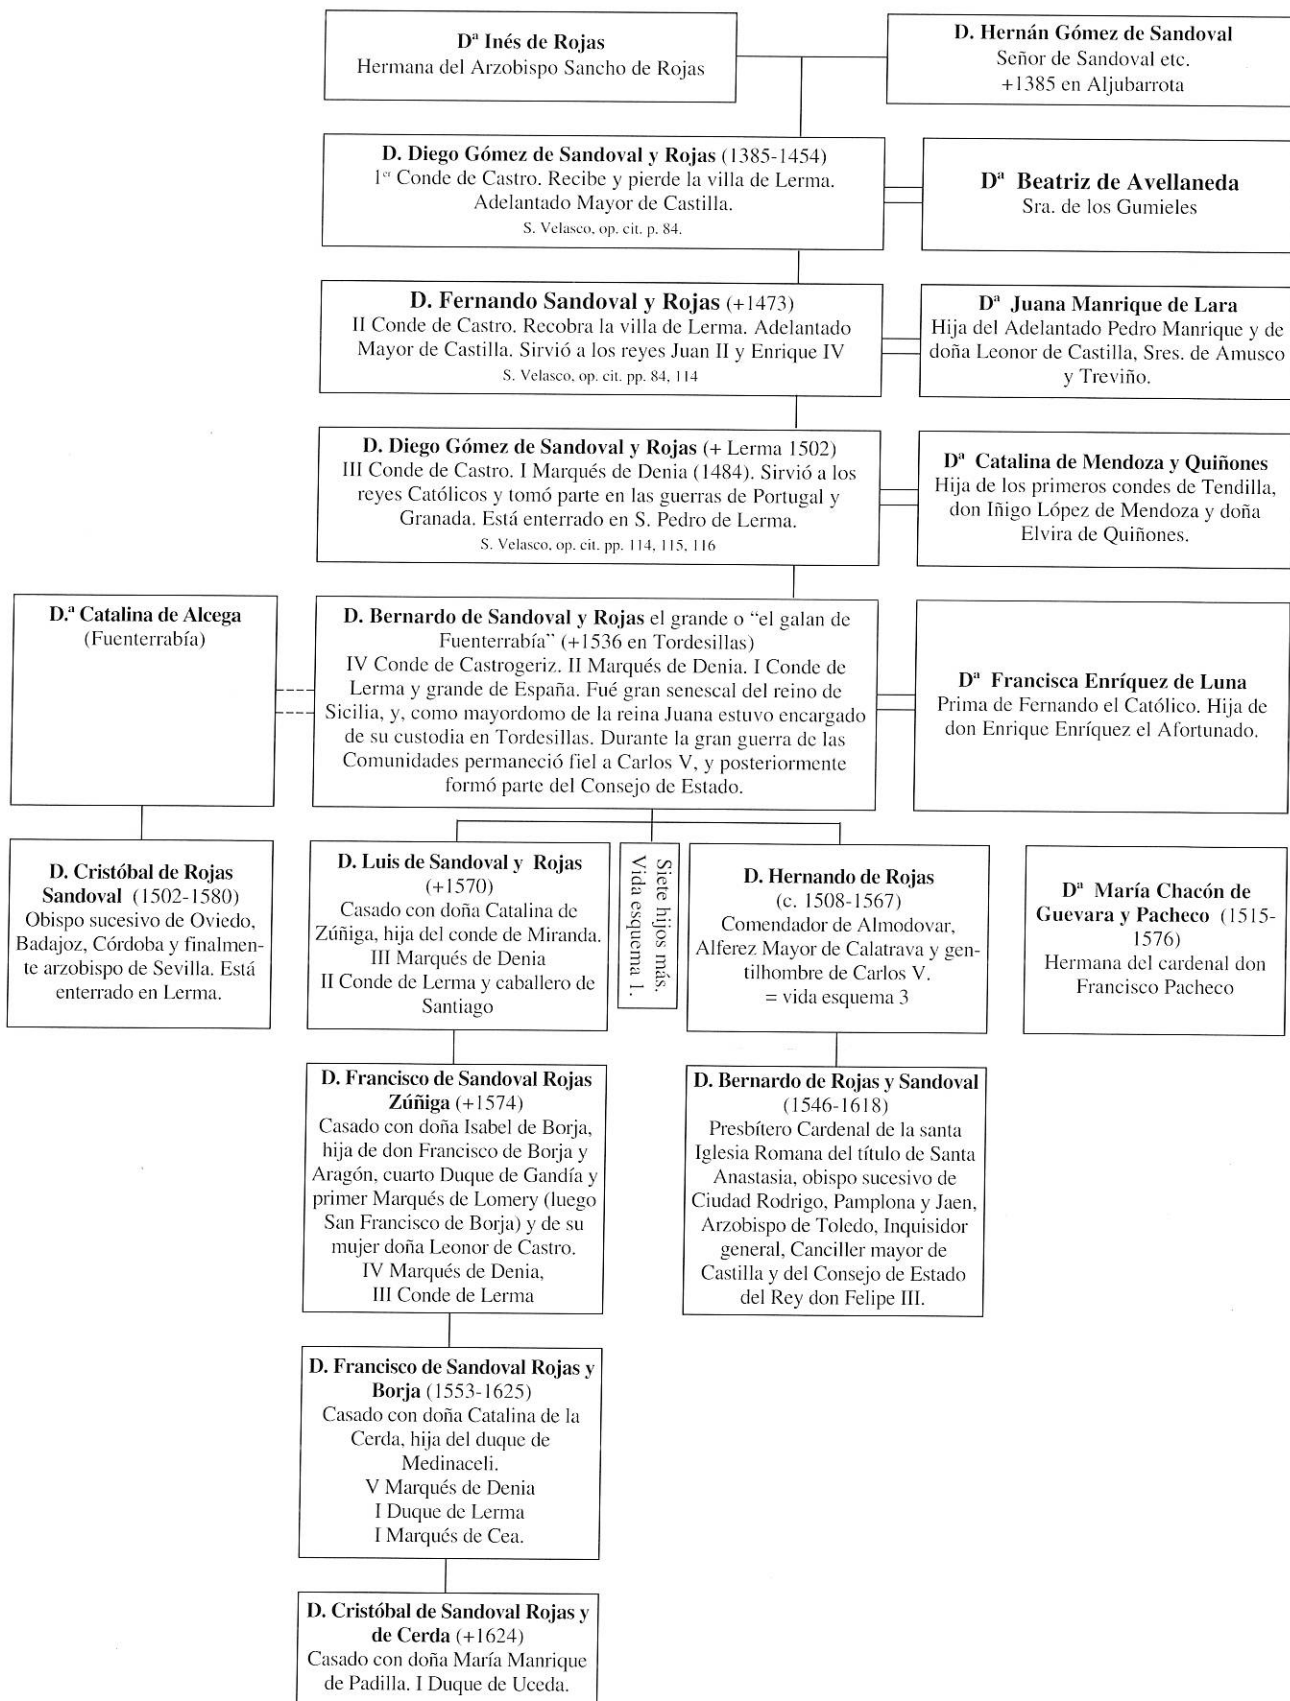 Dª Inés de Rojas
Hermana del Arzobispo Sancho de Rojas
D. Hernán Gómez de Sandoval
Señor de Sandoval etc.
+1385 en Aljubarrota
D. Diego Gómez de Sandoval y Rojas (1385-1454)
1er Conde de Castro. Recibe y pierde la villa de Lerma.
Adelantado Mayor de Castilla.
S. Velasco, op. cit. p. 84.
Dª Beatriz de Avellaneda
Sra. de los Gumieles
D. Fernando Sandoval y Rojas (+1473)
II Conde de Castro. Recobra la villa de Lerma. Adelantado
Mayor de Castilla. Sirvió a los reyes Juan II y Enrique IV
S. Velasco, op. cit. pp. 84, 114
Dª Juana Manrique de Lara
Hija del Adelantado Pedro Manrique y de
doña Leonor de Castilla, Sres. de Amusco
y Treviño.
D. Diego Gómez de Sandoval y Rojas (+ Lerma 1502)
III Conde de Castro. I Marqués de Denia (1484). Sirvió a los
reyes Católicos y tomó parte en las guerras de Portugal y
Granada. Está enterrado en S. Pedro de Lerma.
S. Velasco, op. cit. pp. 114, 115, 116
Dª Catalina de Mendoza y Quiñones
Hija de los primeros condes de Tendilla,
don Iñigo López de Mendoza y doña
Elvira de Quiñones.
D.ª Catalina de Alcega
(Fuenterrabía)
D. Bernardo de Sandoval y Rojas el grande o “el galan de
Fuenterrabía” (+1536 en Tordesillas)
IV Conde de Castrogeriz. II Marqués de Denia. I Conde de
Lerma y grande de España. Fué gran senescal del reino de
Sicilia, y, como mayordomo de la reina Juana estuvo encargado
de su custodia en Tordesillas. Durante la gran guerra de las
Comunidades permaneció fiel a Carlos V, y posteriormente
formó parte del Consejo de Estado.
Dª Francisca Enríquez de Luna
Prima de Fernando el Católico. Hija de
don Enrique Enríquez el Afortunado.
D. Cristóbal de Rojas
Sandoval (1502-1580)
Obispo sucesivo de Oviedo,
Badajoz, Córdoba y finalmen-
te arzobispo de Sevilla. Está
enterrado en Lerma.
D. Luis de Sandoval y Rojas
(+1570)
Casado con doña Catalina de
Zúñiga, hija del conde de Miranda.
III Marqués de Denia
II Conde de Lerma y caballero de
Santiago
Siete hijos más.
Vida esquema 1.
D. Hernando de Rojas
(c. 1508-1567)
Comendador de Almodovar,
Alferez Mayor de Calatrava y gen-
tilhombre de Carlos V.
= vida esquema 3
Dª María Chacón de
Guevara y Pacheco (1515-
1576)
Hermana del cardenal don
Francisco Pacheco
D. Francisco de Sandoval Rojas
Zúñiga (+1574)
Casado con doña Isabel de Borja,
hija de don Francisco de Borja y
Aragón, cuarto Duque de Gandía y
primer Marqués de Lomery (luego
San Francisco de Borja) y de su
mujer doña Leonor de Castro.
IV Marqués de Denia,
III Conde de Lerma
D. Bernardo de Rojas y Sandoval
(1546-1618)
Presbítero Cardenal de la santa
Iglesia Romana del título de Santa
Anastasia, obispo sucesivo de
Ciudad Rodrigo, Pamplona y Jaen,
Arzobispo de Toledo, Inquisidor
general, Canciller mayor de
Castilla y del Consejo de Estado
del Rey don Felipe III.
D. Francisco de Sandoval Rojas y
Borja (1553-1625)
Casado con doña Catalina de la
Cerda, hija del duque de
Medinaceli.
V Marqués de Denia
I Duque de Lerma
I Marqués de Cea.
D. Cristóbal de Sandoval Rojas y
de Cerda (+1624)
Casado con doña María Manrique
de Padilla. I Duque de Uceda.